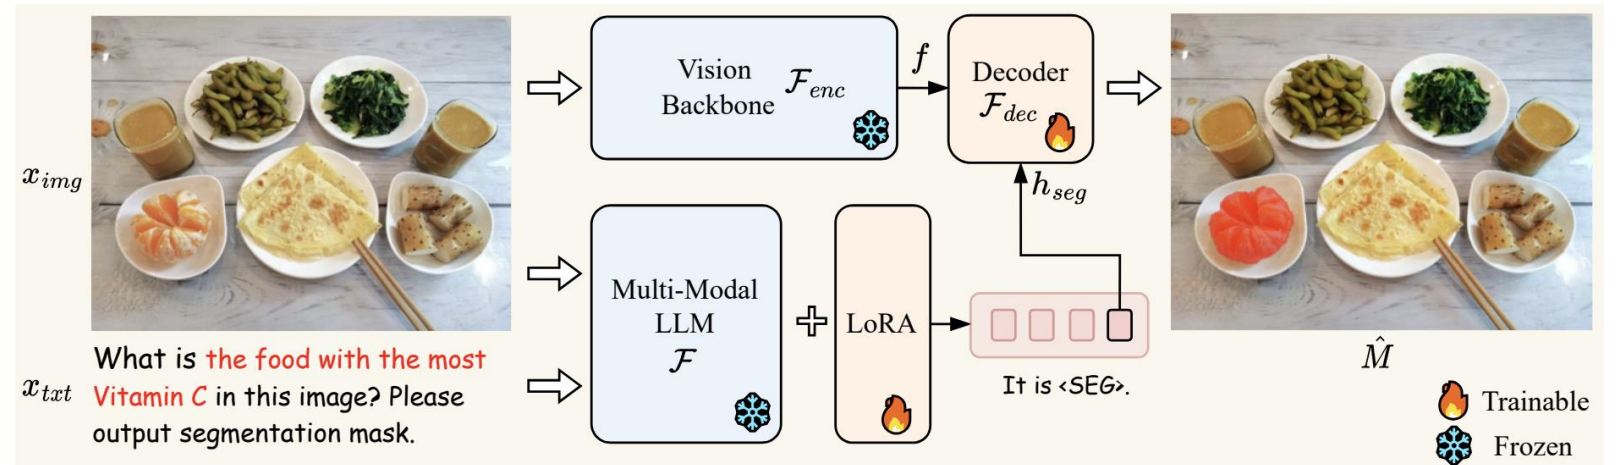 x_img
What is the food with the most
Vitamin C in this image? Please
output segmentation mask.
x_txt
Vision
Backbone
F_enc
f
Decoder
F_dec
h_seg
Multi-Modal
LLM
F
LoRA
It is <SEG>.
M̂
Trainable
Frozen